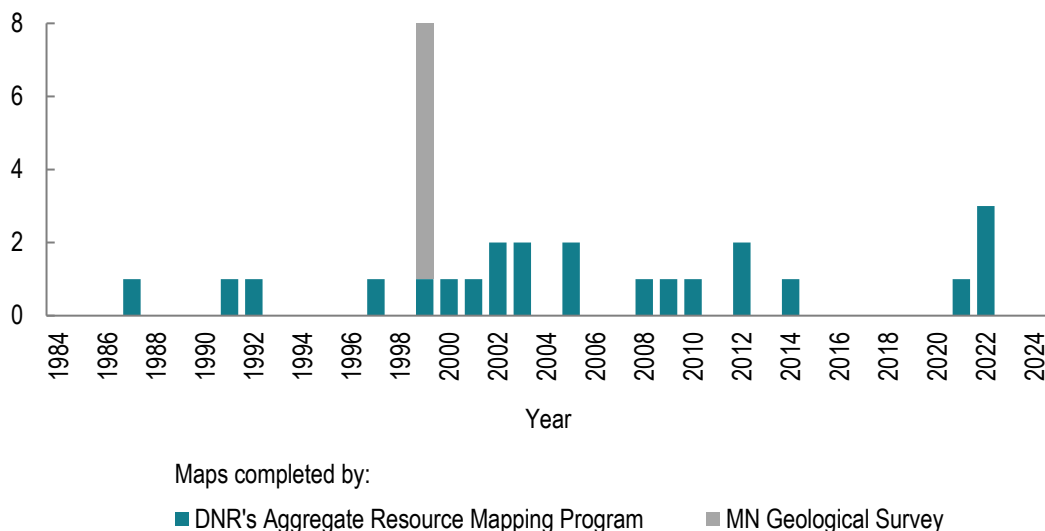 8
6
4
2
0
1984 1986 1988 1990 1992 1994 1996 1998 2000 2002 2004 2006 2008 2010 2012 2014 2016 2018 2020 2022 2024
Year
Maps completed by:
DNR's Aggregate Resource Mapping Program MN Geological Survey